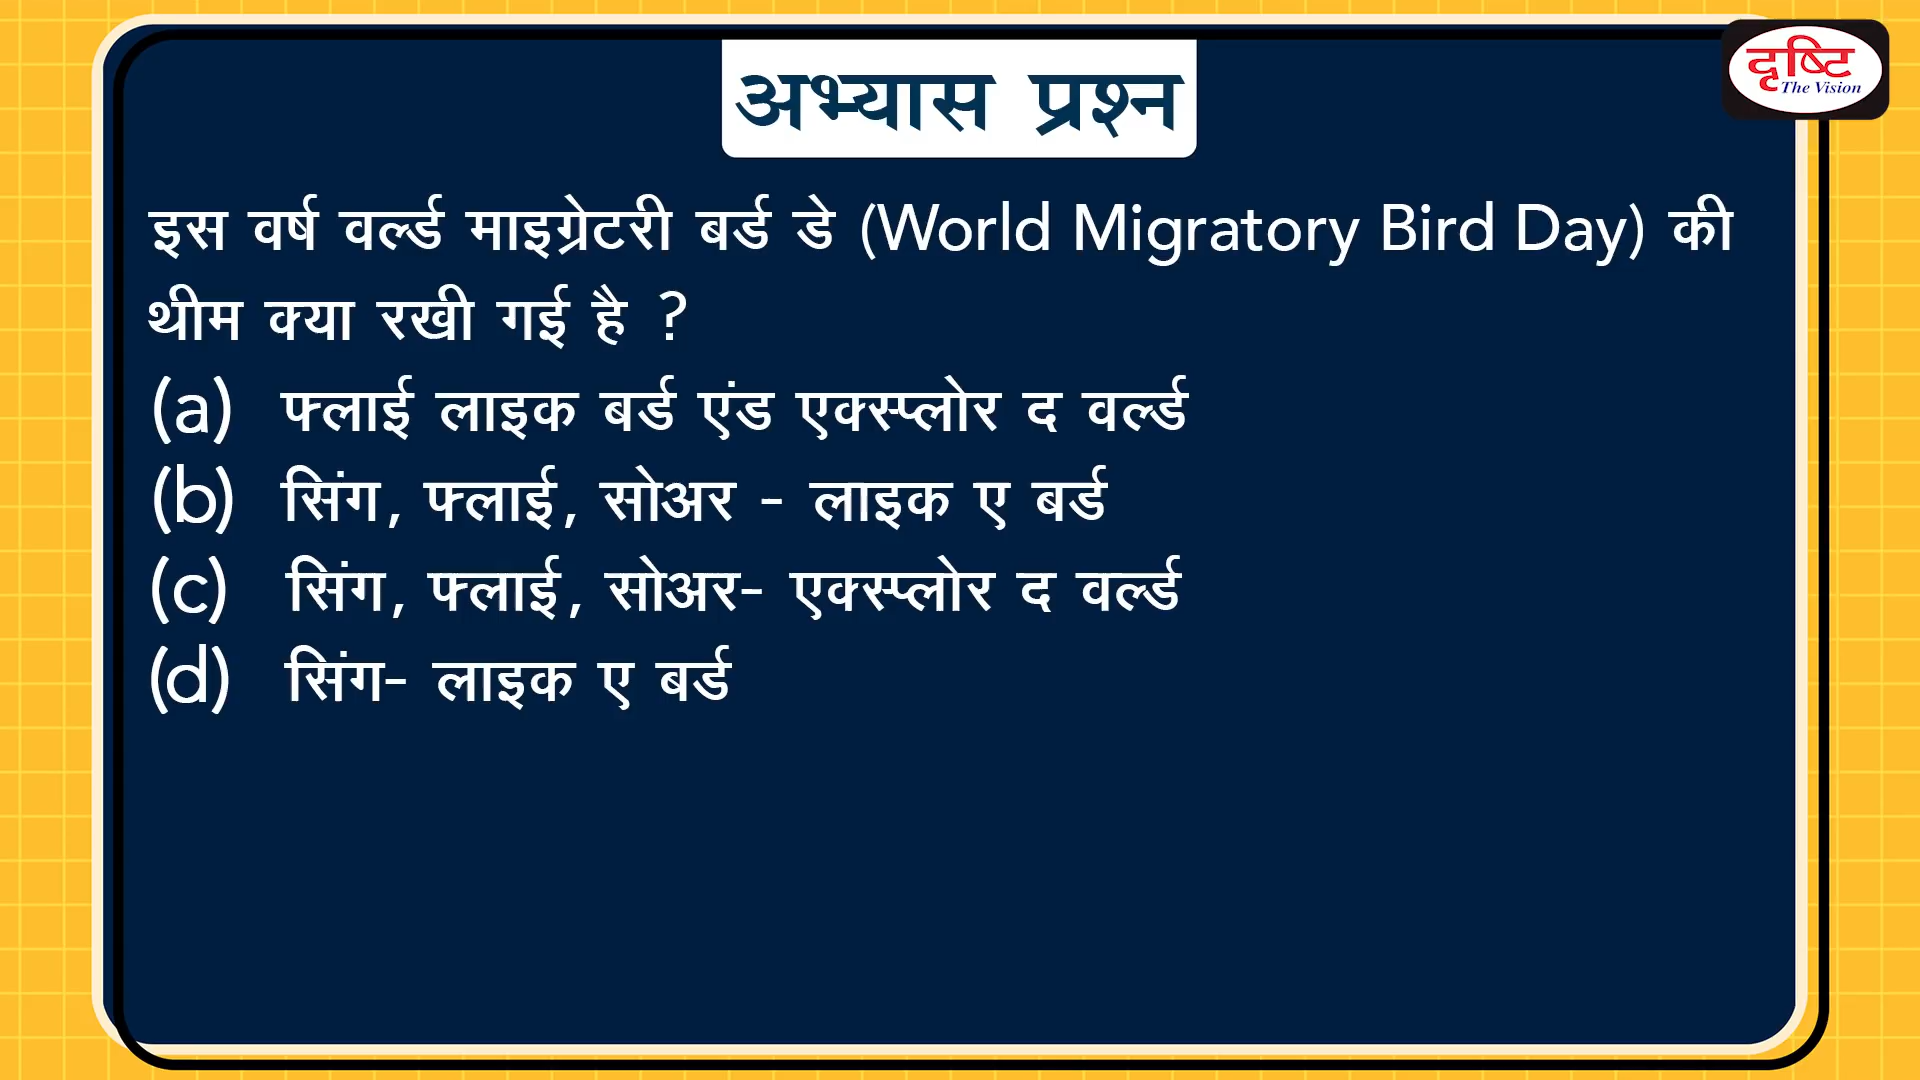 दृष्टि
The Vision
अभ्यास प्रश्न
इस वर्ष वर्ल्ड माइग्रेटरी बर्ड डे (World Migratory Bird Day) की
थीम क्या रखी गई है ?
(a) फ्लाई लाइक बर्ड एंड एक्स्प्लोर द वर्ल्ड
(b) सिंग, फ्लाई, सोअर - लाइक ए बर्ड
(c) सिंग, फ्लाई, सोअर- एक्स्प्लोर द वर्ल्ड
(d) सिंग- लाइक ए बर्ड